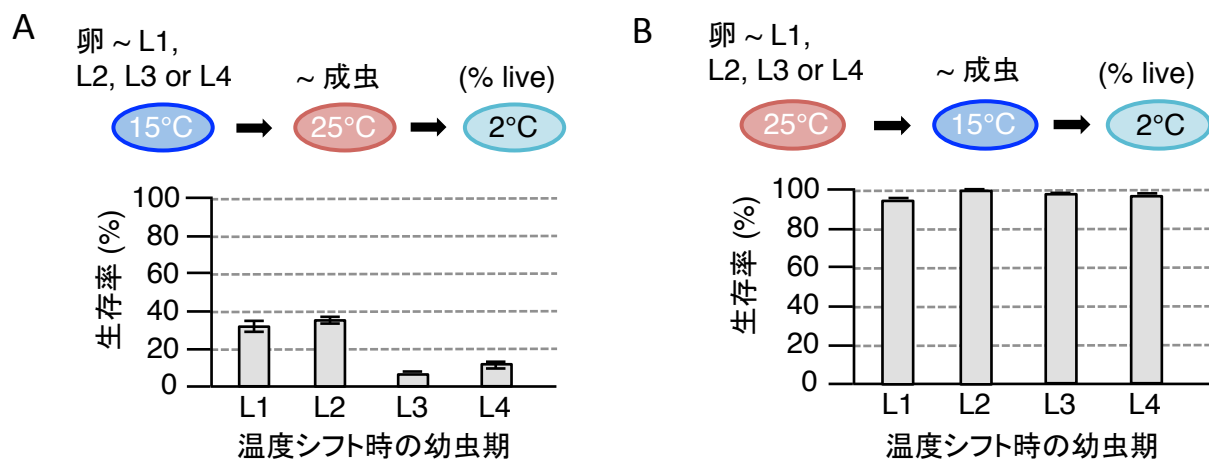 A
卵 ~ L1,
L2, L3 or L4
~ 成虫
(% live)
15°C
25°C
2°C
生存率 (%)
100
80
60
40
20
0
L1
L2
L3
L4
温度シフト時の幼虫期
B
卵 ~ L1,
L2, L3 or L4
~ 成虫
(% live)
25°C
15°C
2°C
生存率 (%)
100
80
60
40
20
0
L1
L2
L3
L4
温度シフト時の幼虫期